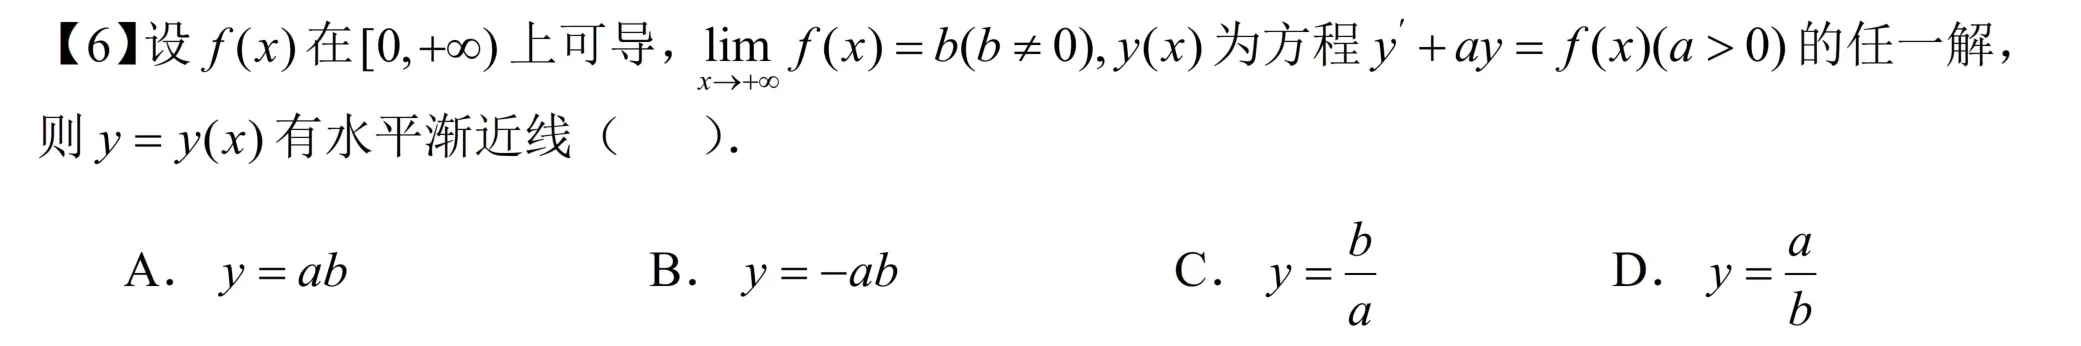 【6】设 f(x) 在 [0,+∞) 上可导， lim_{x→+∞} f(x) = b(b ≠ 0), y(x) 为方程 y′ + ay = f(x)(a > 0) 的任一解，
则 y = y(x) 有水平渐近线（　　）.
A.  y = ab  B.  y = −ab  C.  y = b/a  D.  y = a/b